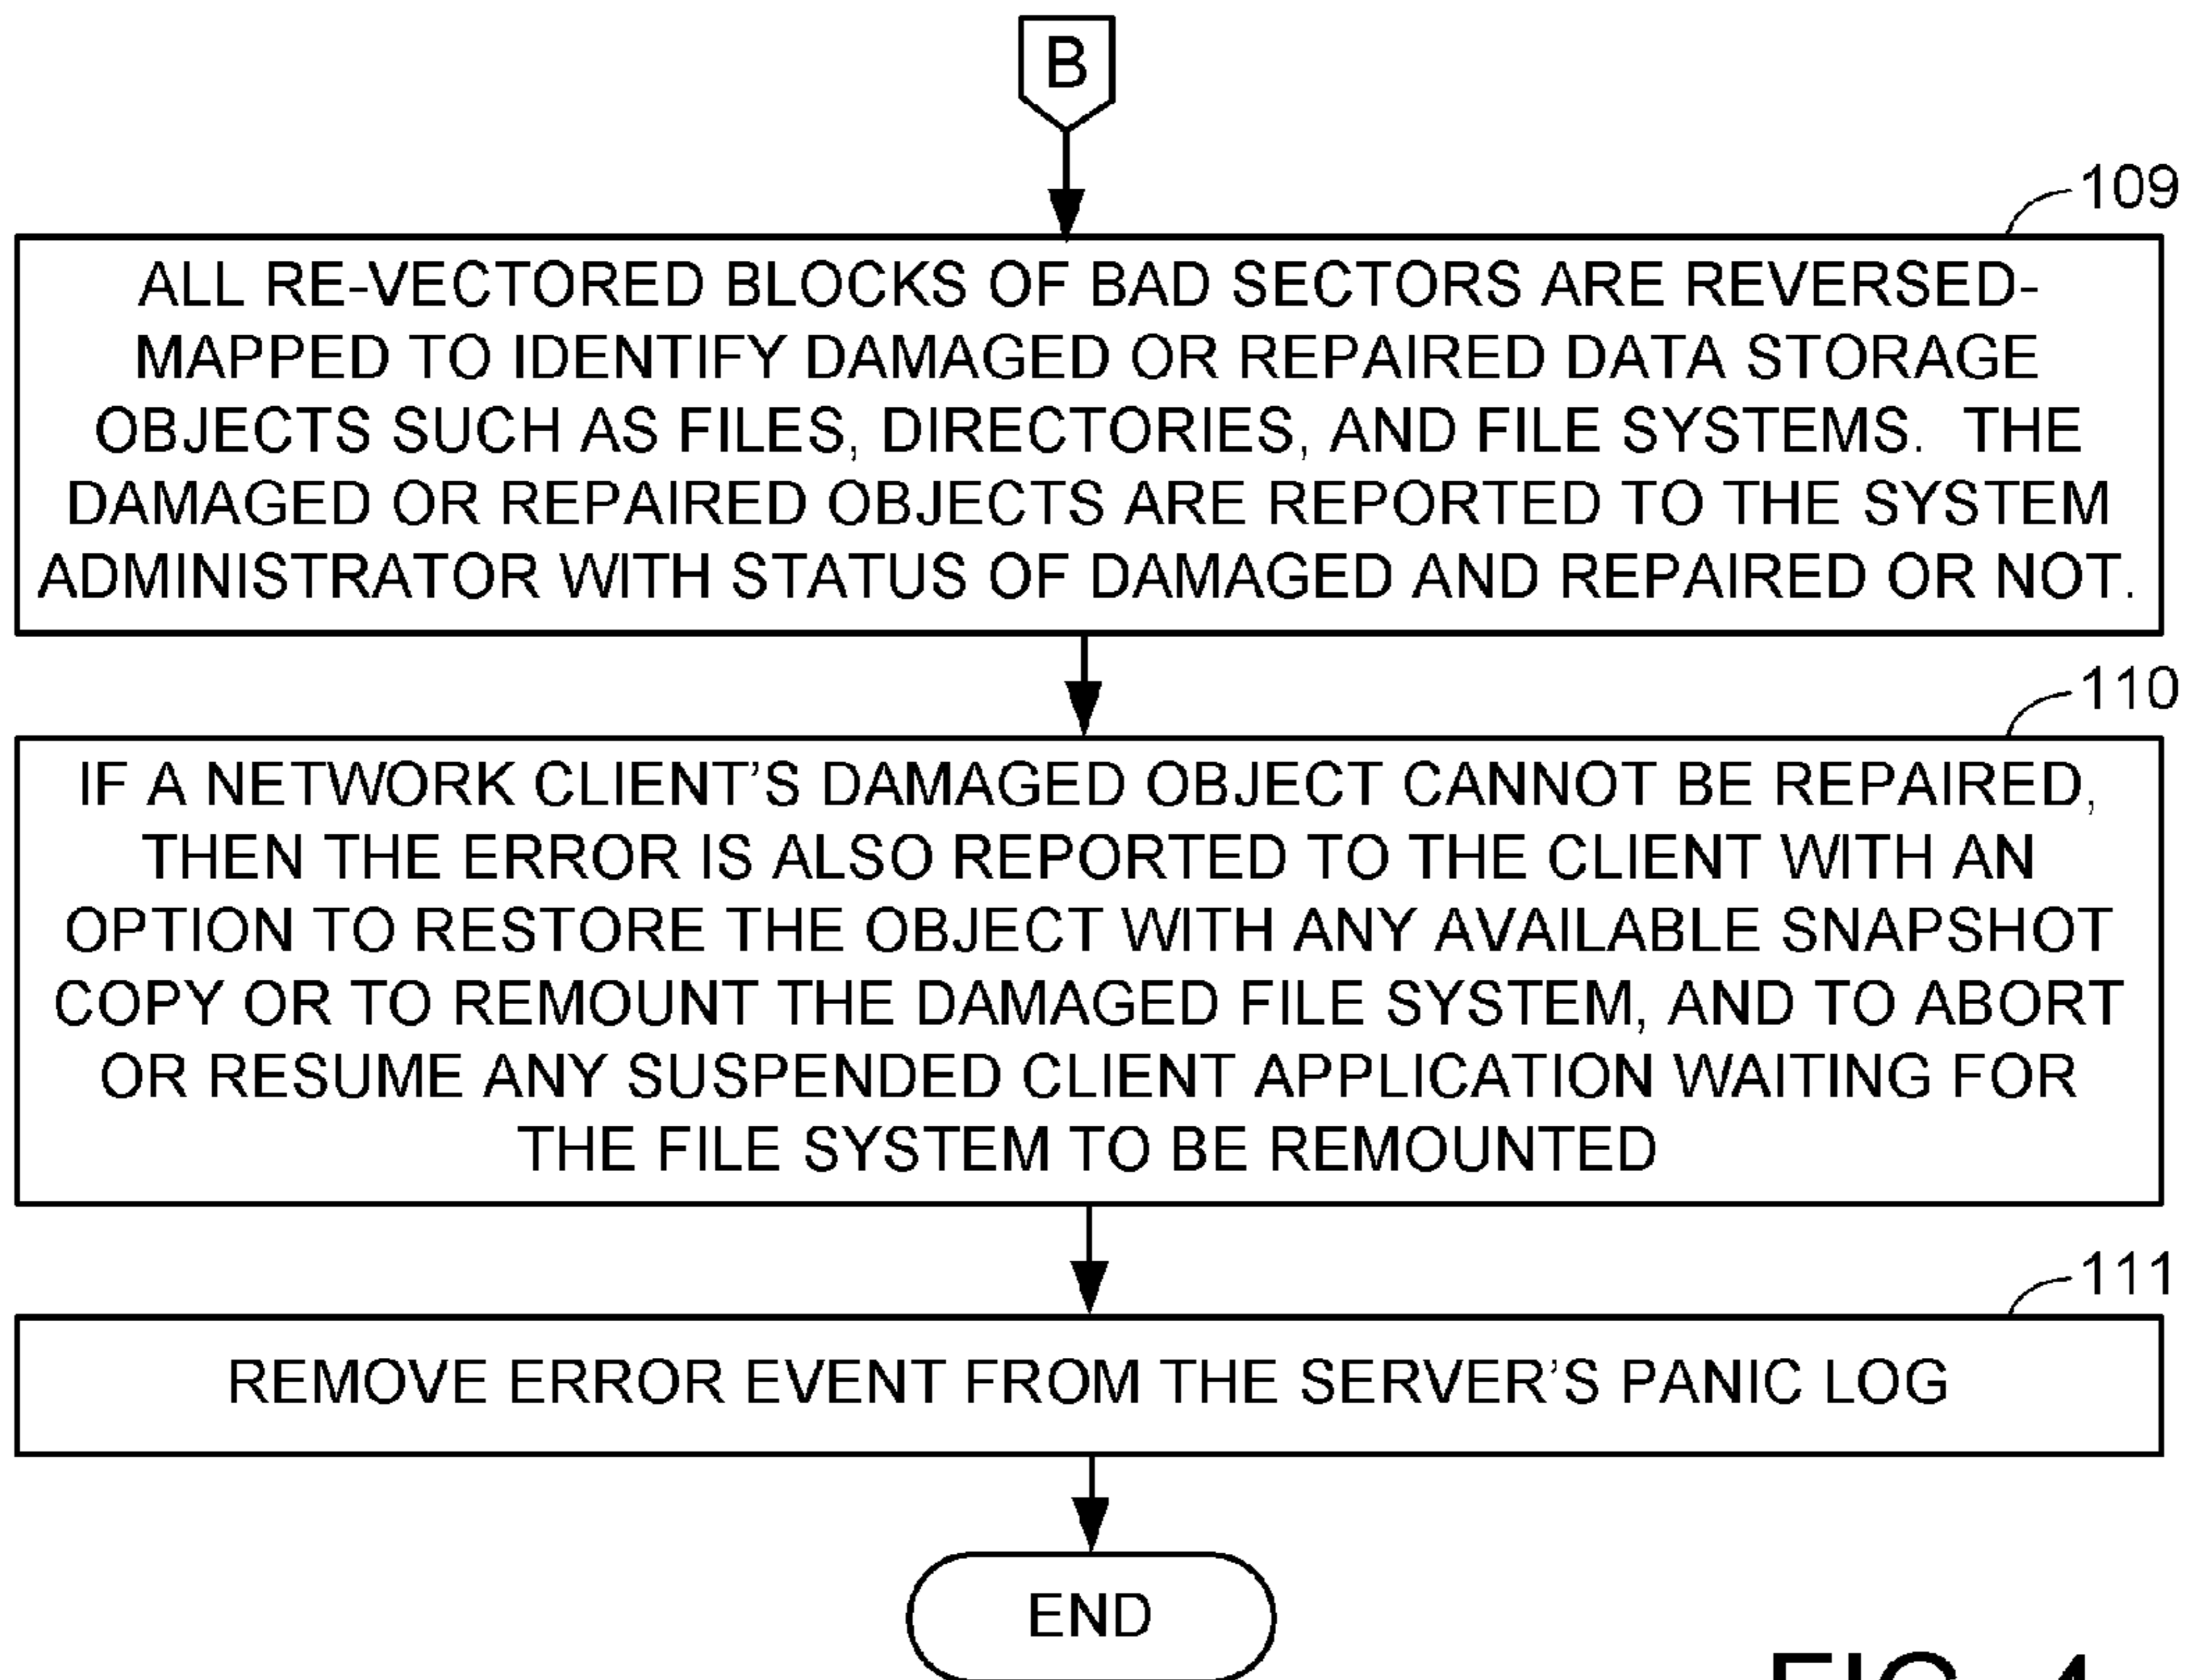 B
109
ALL RE-VECTORED BLOCKS OF BAD SECTORS ARE REVERSED-
MAPPED TO IDENTIFY DAMAGED OR REPAIRED DATA STORAGE
OBJECTS SUCH AS FILES, DIRECTORIES, AND FILE SYSTEMS. THE
DAMAGED OR REPAIRED OBJECTS ARE REPORTED TO THE SYSTEM
ADMINISTRATOR WITH STATUS OF DAMAGED AND REPAIRED OR NOT.
110
IF A NETWORK CLIENT’S DAMAGED OBJECT CANNOT BE REPAIRED,
THEN THE ERROR IS ALSO REPORTED TO THE CLIENT WITH AN
OPTION TO RESTORE THE OBJECT WITH ANY AVAILABLE SNAPSHOT
COPY OR TO REMOUNT THE DAMAGED FILE SYSTEM, AND TO ABORT
OR RESUME ANY SUSPENDED CLIENT APPLICATION WAITING FOR
THE FILE SYSTEM TO BE REMOUNTED
111
REMOVE ERROR EVENT FROM THE SERVER’S PANIC LOG
END